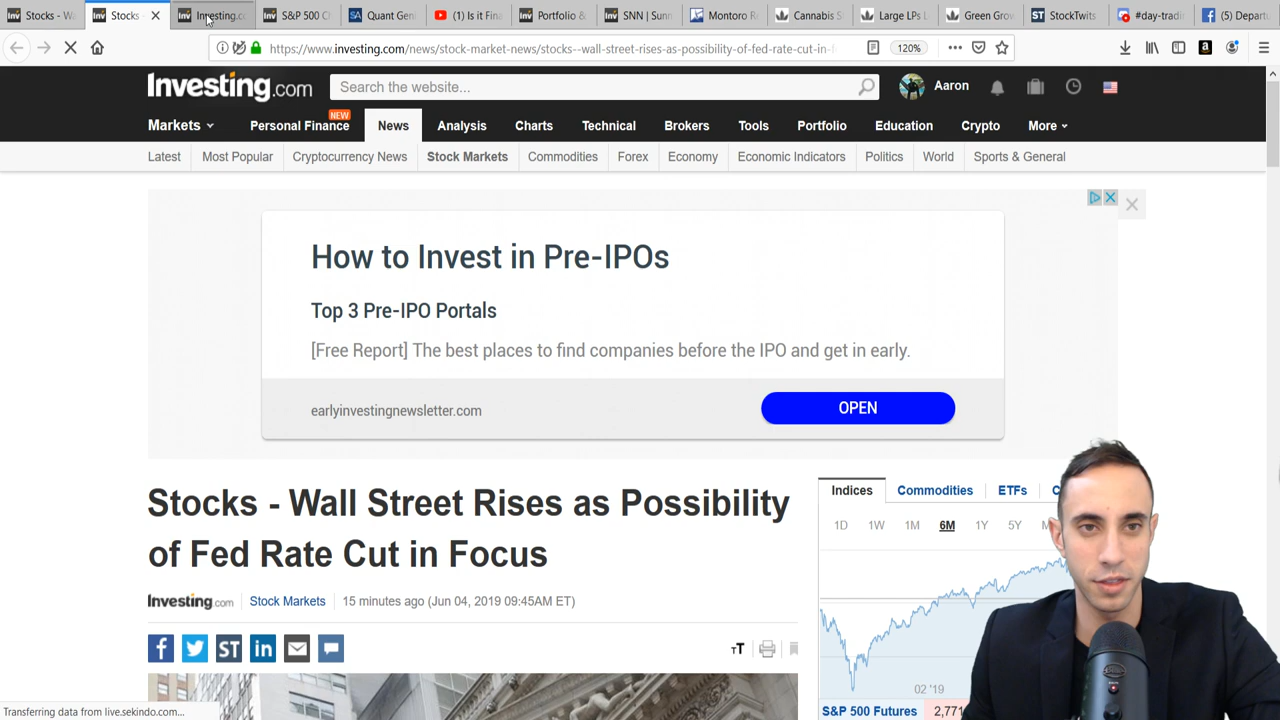 Stocks - Wa
Stocks -
Investing.co
S&P 500 C
Quant Geni
(1) Is it Fina
Portfolio &
SNN | Sunn
Montoro R
Cannabis S
Large LPs L
Green Grov
StockTwits
#day-tradi
(5) Departu
https://www.investing.com/news/stock-market-news/stocks--wall-street-rises-as-possibility-of-fed-rate-cut-in-f
120%
Investing.com
Search the website...
Aaron
Markets
Personal Finance
NEW
News
Analysis
Charts
Technical
Brokers
Tools
Portfolio
Education
Crypto
More
Latest
Most Popular
Cryptocurrency News
Stock Markets
Commodities
Forex
Economy
Economic Indicators
Politics
World
Sports & General
How to Invest in Pre-IPOs
Top 3 Pre-IPO Portals
[Free Report] The best places to find companies before the IPO and get in early.
earlyinvestingnewsletter.com
OPEN
Stocks - Wall Street Rises as Possibility
of Fed Rate Cut in Focus
Investing.com
Stock Markets
15 minutes ago (Jun 04, 2019 09:45AM ET)
Indices
Commodities
ETFs
1D
1W
1M
6M
1Y
5Y
02 '19
S&P 500 Futures
2,771
Transferring data from live.sekindo.com...